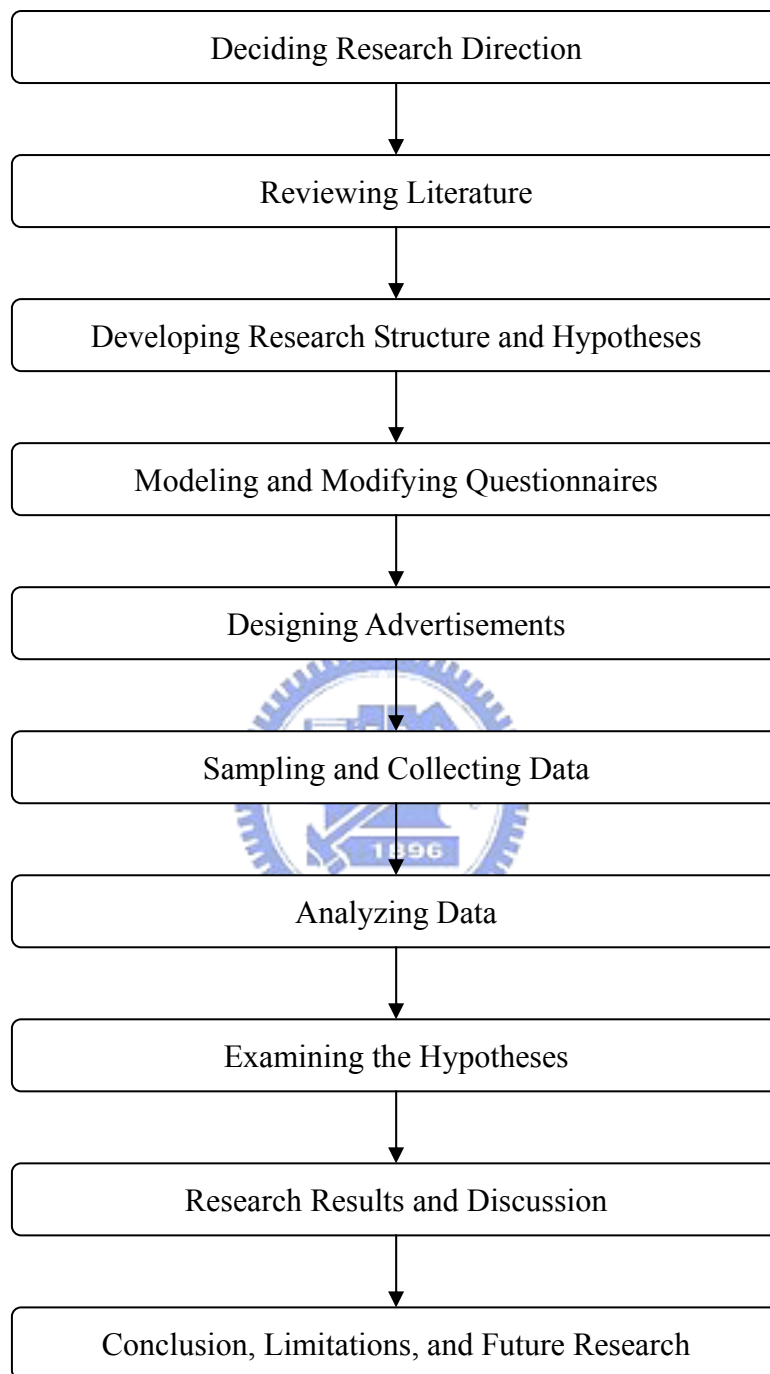 Deciding Research Direction
Reviewing Literature
Developing Research Structure and Hypotheses
Modeling and Modifying Questionnaires
Designing Advertisements
Sampling and Collecting Data
1896
Analyzing Data
Examining the Hypotheses
Research Results and Discussion
Conclusion, Limitations, and Future Research